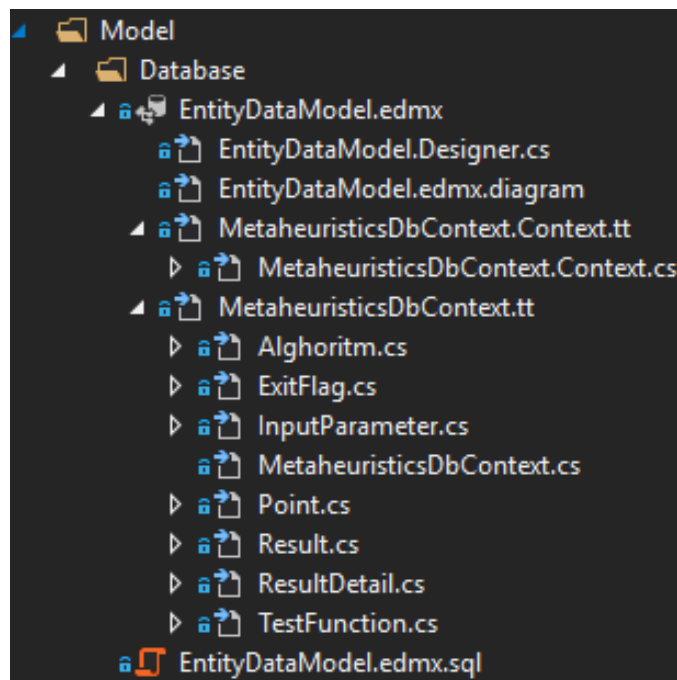 Model
Database
EntityDataModel.edmx
EntityDataModel.Designer.cs
EntityDataModel.edmx.diagram
MetaheuristicsDbContext.Context.tt
MetaheuristicsDbContext.Context.cs
MetaheuristicsDbContext.tt
Alghoritm.cs
ExitFlag.cs
InputParameter.cs
MetaheuristicsDbContext.cs
Point.cs
Result.cs
ResultDetail.cs
TestFunction.cs
EntityDataModel.edmx.sql